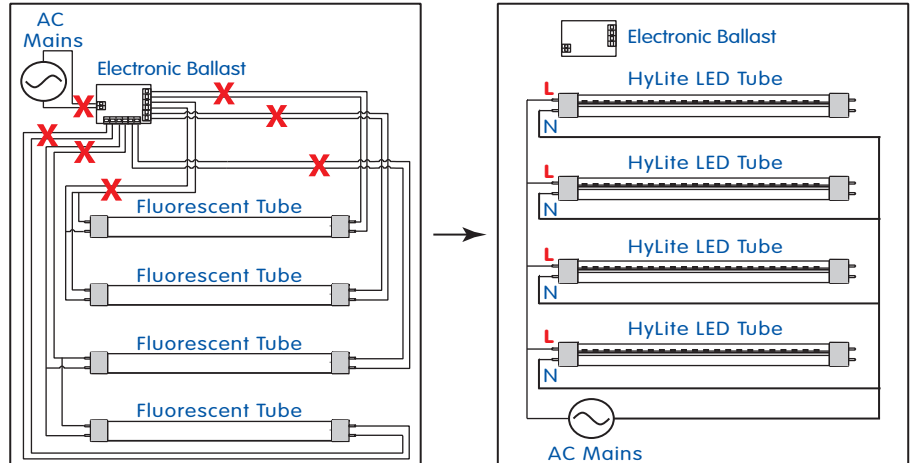 AC
Mains
Electronic Ballast
X
X
X
X
X
X
X
Fluorescent Tube
Fluorescent Tube
Fluorescent Tube
Fluorescent Tube
Electronic Ballast
HyLite LED Tube
L
N
HyLite LED Tube
L
N
HyLite LED Tube
L
N
HyLite LED Tube
L
N
AC Mains